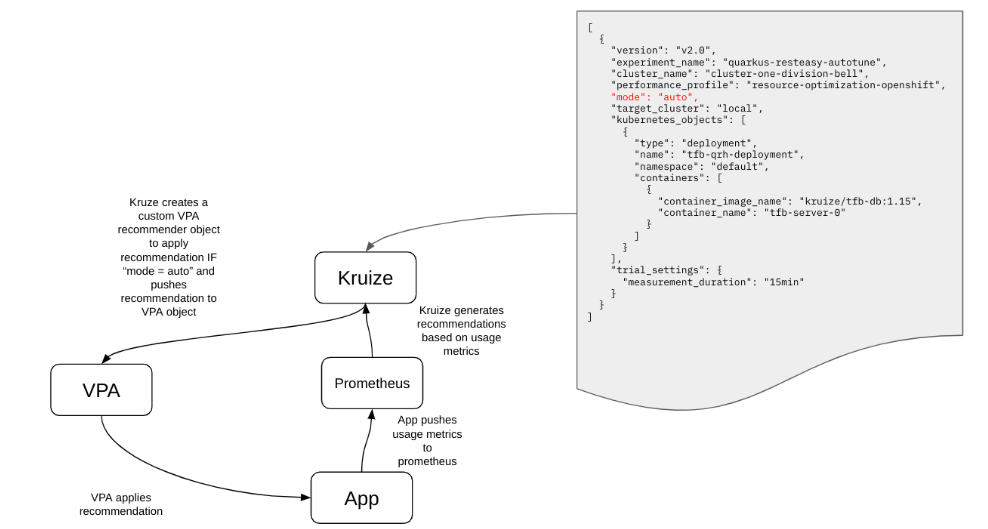 [
{
"version": "v2.0",
"experiment_name": "quarkus-resteasy-autotune",
"cluster_name": "cluster-one-division-bell",
"performance_profile": "resource-optimization-openshift",
"mode": "auto",
"target_cluster": "local",
"kubernetes_objects": [
{
"type": "deployment",
"name": "tfb-qrh-deployment",
"namespace": "default",
"containers": [
{
"container_image_name": "kruize/tfb-db:1.15",
"container_name": "tfb-server-0"
}
]
}
],
"trial_settings": {
"measurement_duration": "15min"
}
}
]
Kruze creates a
custom VPA
recommender object
to apply
recommendation IF
“mode = auto” and
pushes
recommendation to
VPA object
Kruize
Kruize generates
recommendations
based on usage
metrics
VPA
Prometheus
App pushes
usage metrics
to
prometheus
VPA applies
recommendation
App